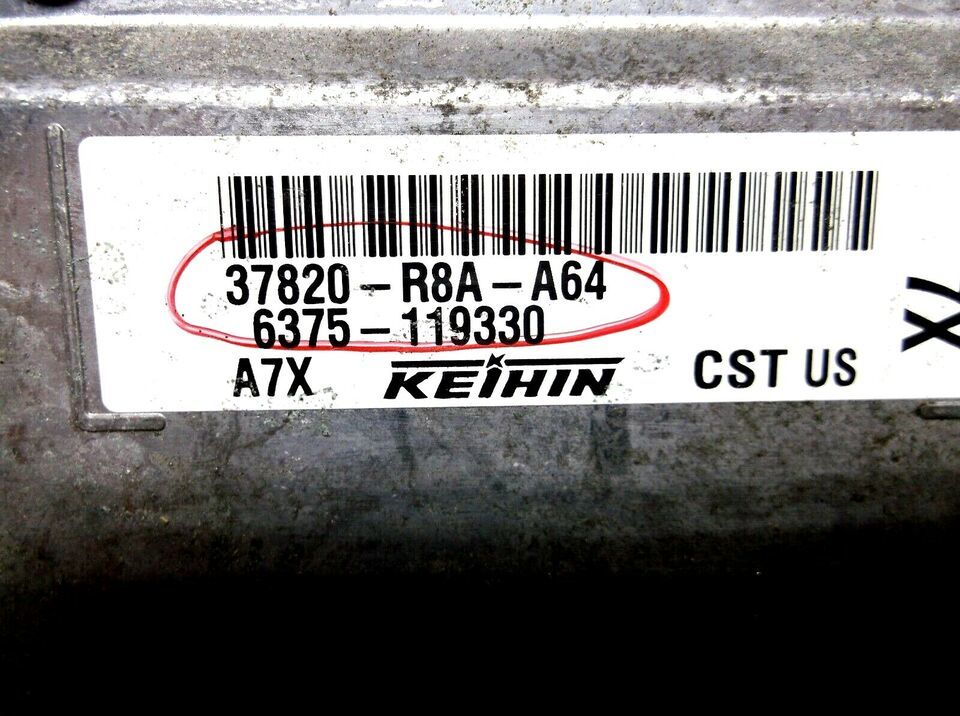 37820-R8A-A64
6375-119330
A7X KEIHIN CST US